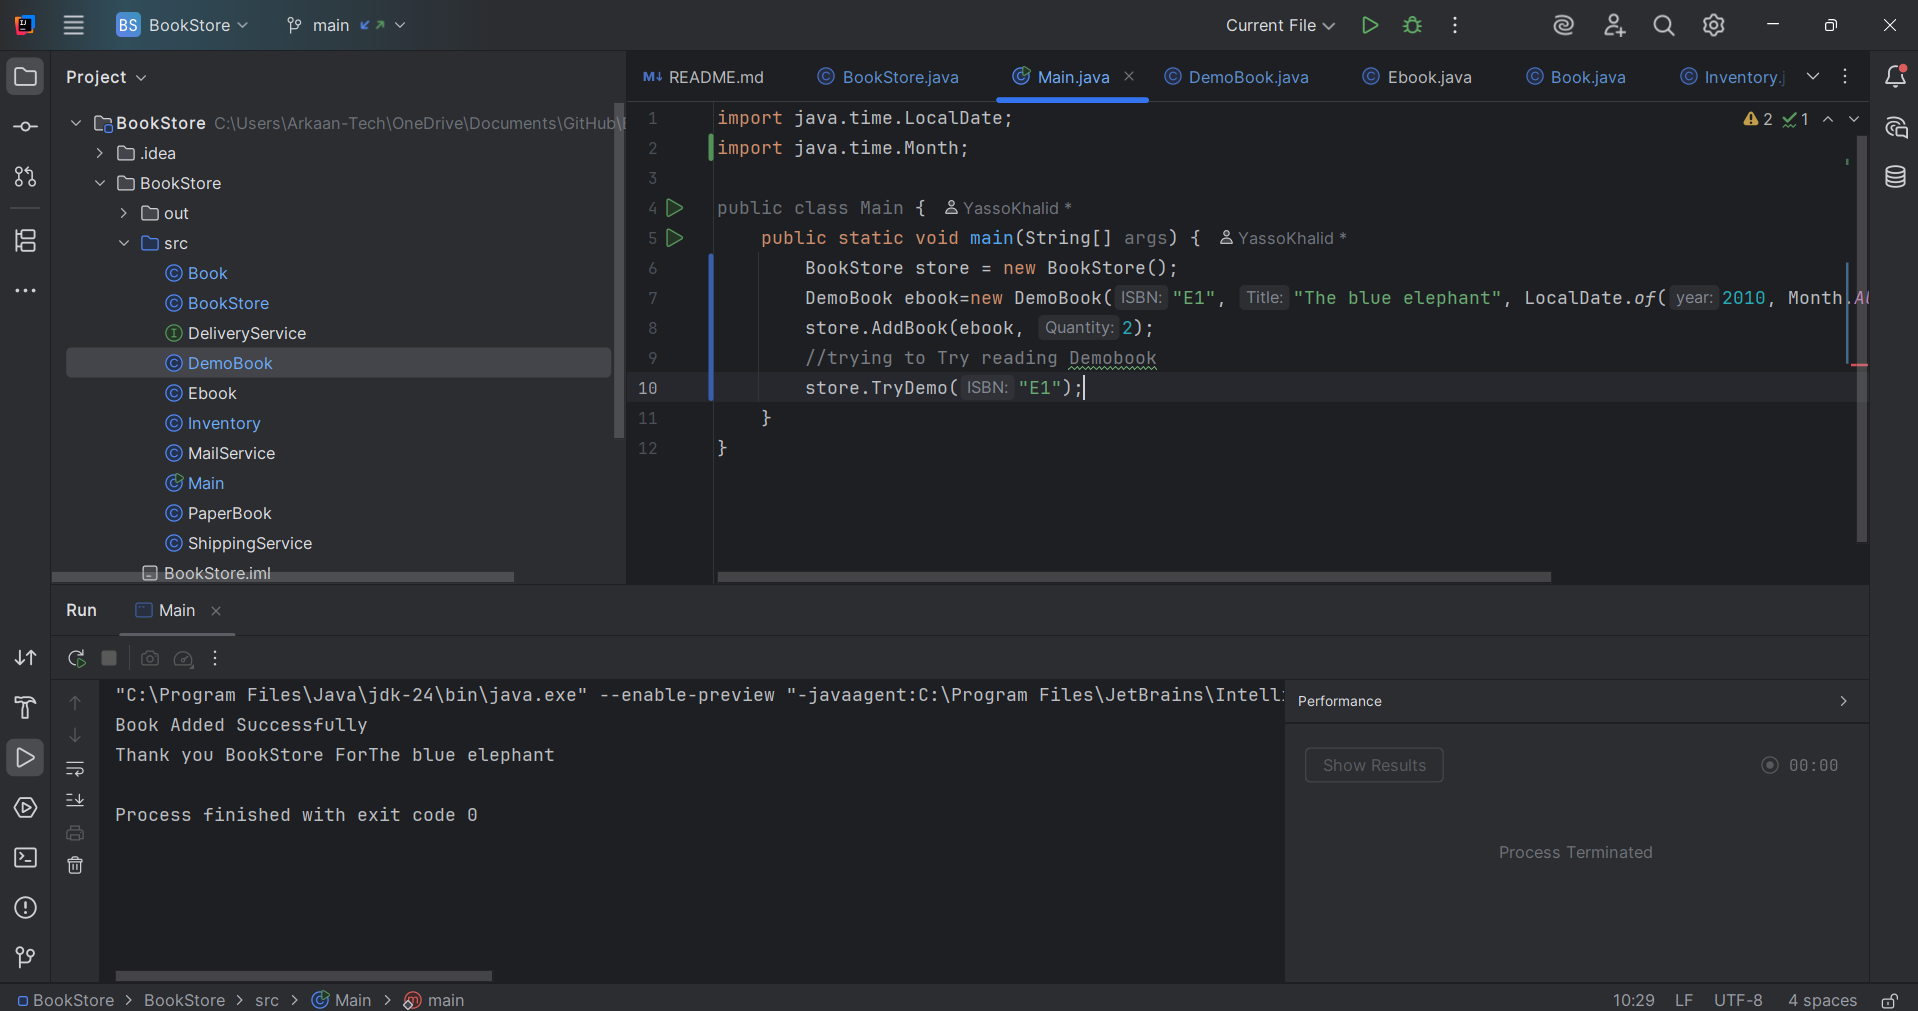 BS BookStore main Current File
Project
README.md BookStore.java Main.java DemoBook.java Ebook.java Book.java Inventory.j
BookStore C:\Users\Arkaan-Tech\OneDrive\Documents\GitHub\
.idea
BookStore
out
src
Book
BookStore
DeliveryService
DemoBook
Ebook
Inventory
MailService
Main
PaperBook
ShippingService
BookStore.iml
2 1
1 import java.time.LocalDate;
2 import java.time.Month;
3
4 public class Main { YassoKhalid *
5 public static void main(String[] args) { YassoKhalid *
6 BookStore store = new BookStore();
7 DemoBook ebook=new DemoBook( ISBN: "E1", Title: "The blue elephant", LocalDate.of( year: 2010, Month.
8 store.AddBook(ebook, Quantity: 2);
9 //trying to Try reading Demobook
10 store.TryDemo( ISBN: "E1");
11 }
12 }
Run Main
"C:\Program Files\Java\jdk-24\bin\java.exe" --enable-preview "-javaagent:C:\Program Files\JetBrains\Intelli
Book Added Successfully
Thank you BookStore ForThe blue elephant
Process finished with exit code 0
Performance
Show Results 00:00
Process Terminated
BookStore > BookStore > src > Main > main 10:29 LF UTF-8 4 spaces